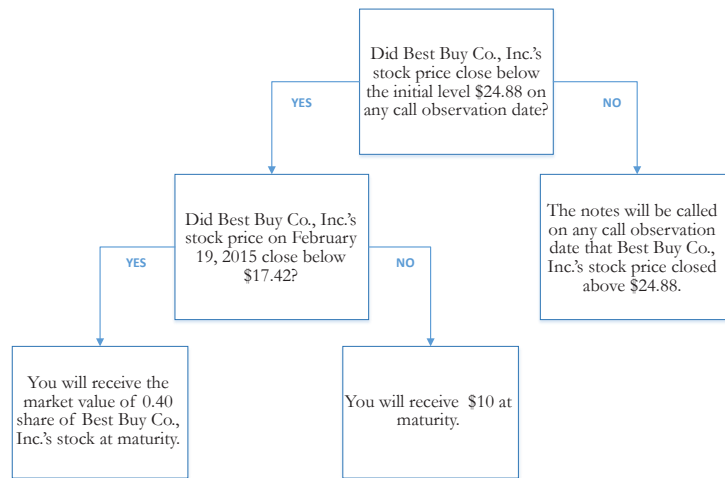 Did Best Buy Co., Inc.'s
stock price close below
the initial level $24.88 on
any call observation date?
YES
NO
Did Best Buy Co., Inc.'s
stock price on February
19, 2015 close below
$17.42?
The notes will be called
on any call observation
date that Best Buy Co.,
Inc.'s stock price closed
above $24.88.
YES
NO
You will receive the
market value of 0.40
share of Best Buy Co.,
Inc.'s stock at maturity.
You will receive $10 at
maturity.